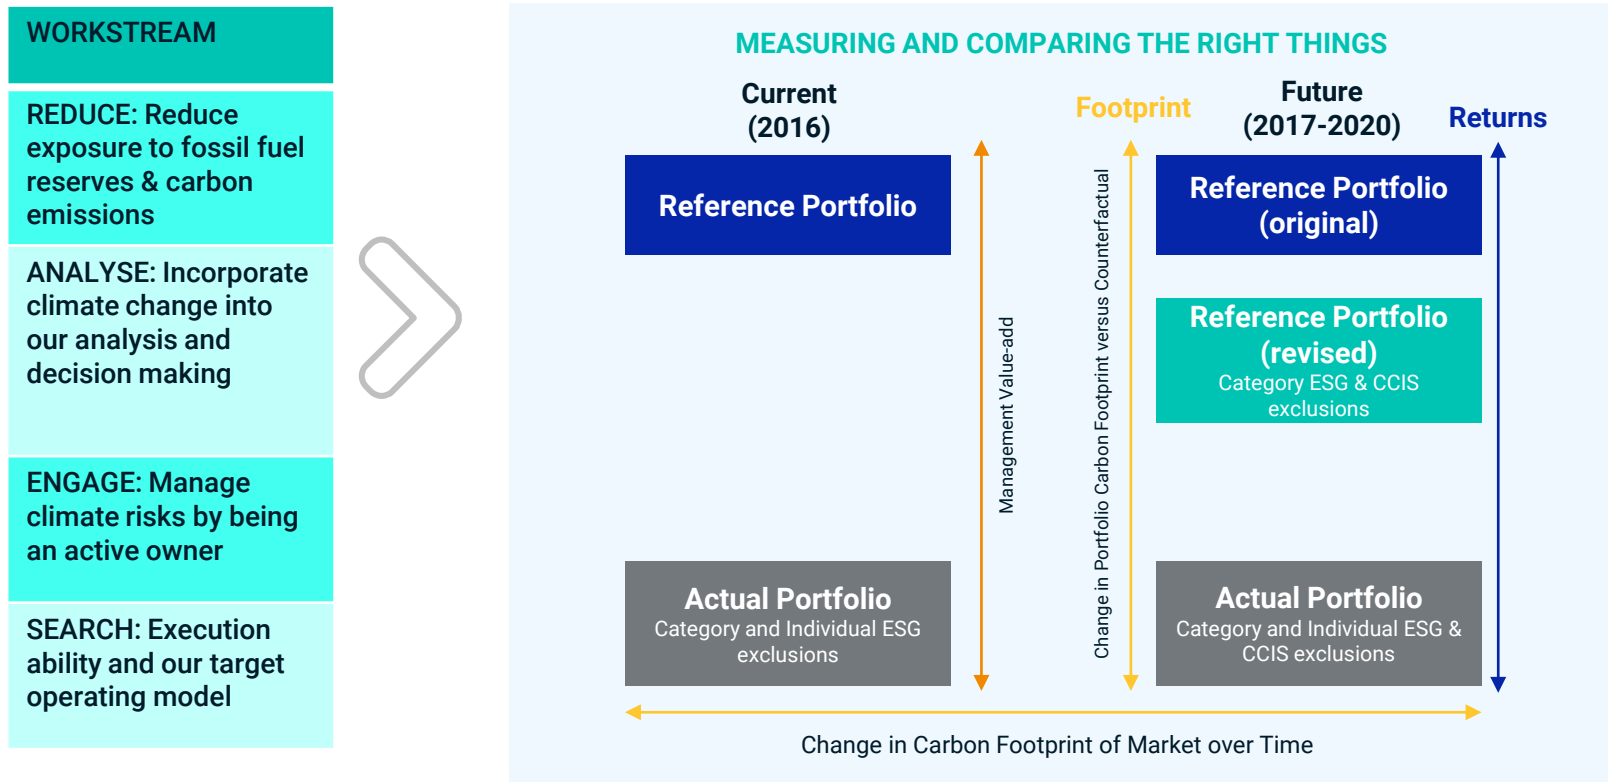 WORKSTREAM
REDUCE: Reduce
exposure to fossil fuel
reserves & carbon
emissions
ANALYSE: Incorporate
climate change into
our analysis and
decision making
ENGAGE: Manage
climate risks by being
an active owner
SEARCH: Execution
ability and our target
operating model
MEASURING AND COMPARING THE RIGHT THINGS
Current
(2016)
Footprint
Future
(2017-2020)
Returns
Reference Portfolio
Management Value-add
Change in Portfolio Carbon Footprint versus Counterfactual
Reference Portfolio
(original)
Reference Portfolio
(revised)
Category ESG & CCIS
exclusions
Actual Portfolio
Category and Individual ESG
exclusions
Actual Portfolio
Category and Individual ESG &
CCIS exclusions
Change in Carbon Footprint of Market over Time